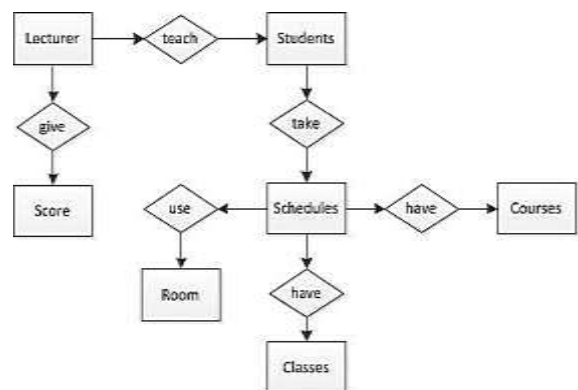 Lecturer
teach
Students
give
take
Score
use
Schedules
have
Courses
Room
have
Classes